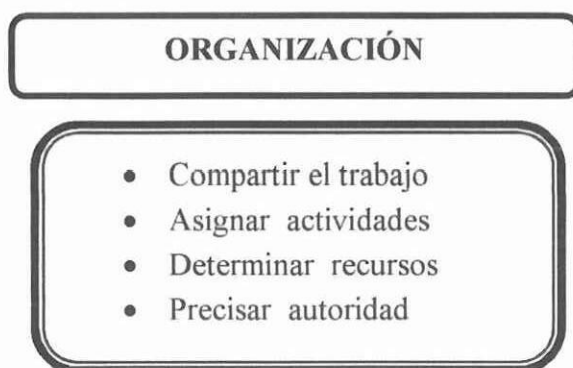 ORGANIZACIÓN
• Compartir el trabajo
• Asignar actividades
• Determinar recursos
• Precisar autoridad